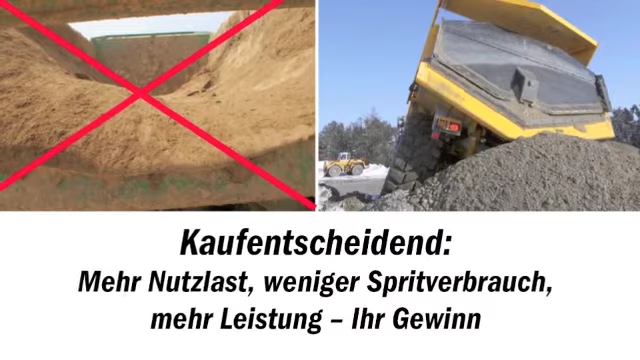 Kaufentscheidend:
Mehr Nutzlast, weniger Spritverbrauch,
mehr Leistung – Ihr Gewinn